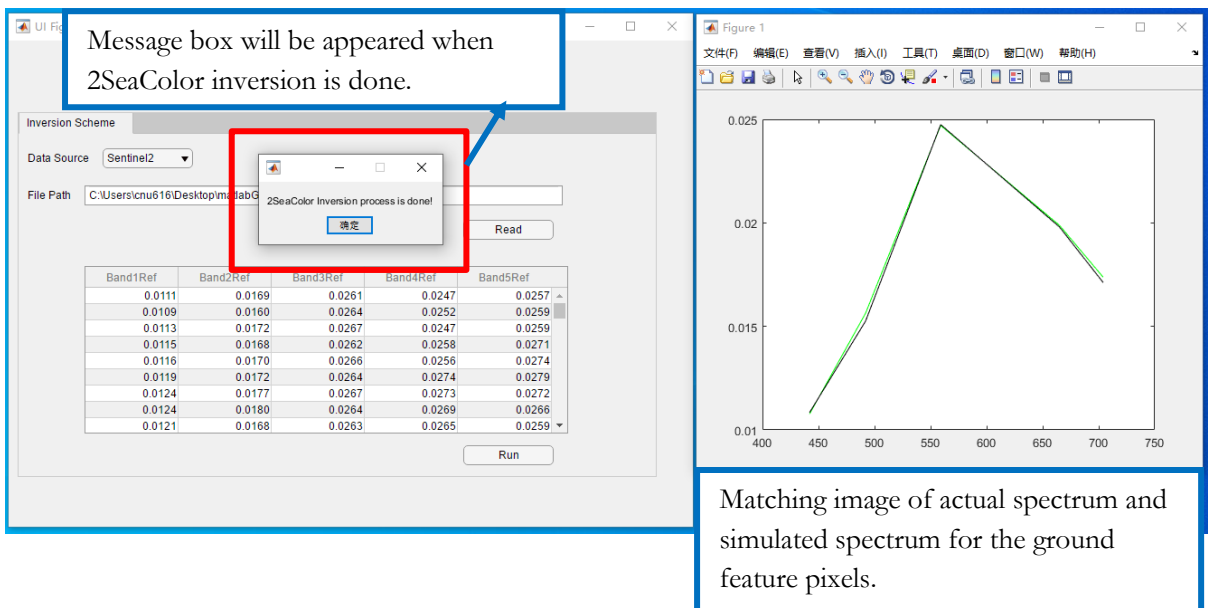 UI Fig
Message box will be appeared when
2SeaColor inversion is done.
Inversion Scheme
Data Source Sentinel2
File Path C:\Users\cnu616\Desktop\matlabG
2SeaColor Inversion process is done!
确定
Read
Band1Ref Band2Ref Band3Ref Band4Ref Band5Ref
0.0111 0.0169 0.0261 0.0247 0.0257
0.0109 0.0160 0.0264 0.0252 0.0259
0.0113 0.0172 0.0267 0.0247 0.0259
0.0115 0.0168 0.0262 0.0258 0.0271
0.0116 0.0170 0.0266 0.0256 0.0274
0.0119 0.0172 0.0264 0.0274 0.0279
0.0124 0.0177 0.0267 0.0273 0.0272
0.0124 0.0180 0.0264 0.0269 0.0266
0.0121 0.0168 0.0263 0.0265 0.0259
Run
Figure 1
文件(F) 编辑(E) 查看(V) 插入(I) 工具(T) 桌面(D) 窗口(W) 帮助(H)
0.025
0.02
0.015
0.01
400 450 500 550 600 650 700 750
Matching image of actual spectrum and
simulated spectrum for the ground
feature pixels.